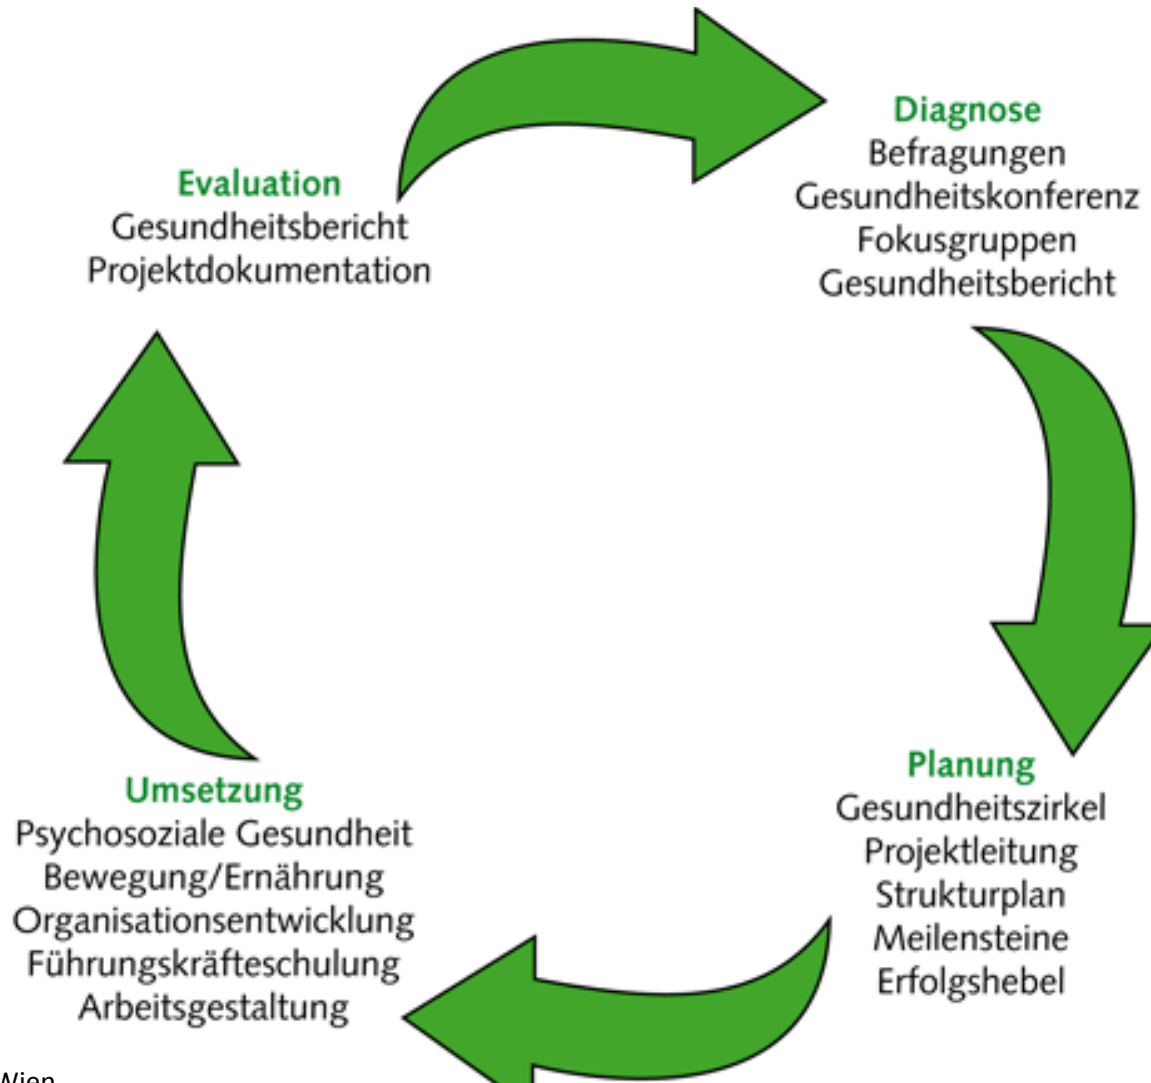 Diagnose
Befragungen
Gesundheitskonferenz
Fokusgruppen
Gesundheitsbericht
Planung
Gesundheitszirkel
Projektleitung
Strukturplan
Meilensteine
Erfolgshebel
Umsetzung
Psychosoziale Gesundheit
Bewegung/Ernährung
Organisationsentwicklung
Führungskräfteschulung
Arbeitsgestaltung
Evaluation
Gesundheitsbericht
Projektdokumentation
Wien